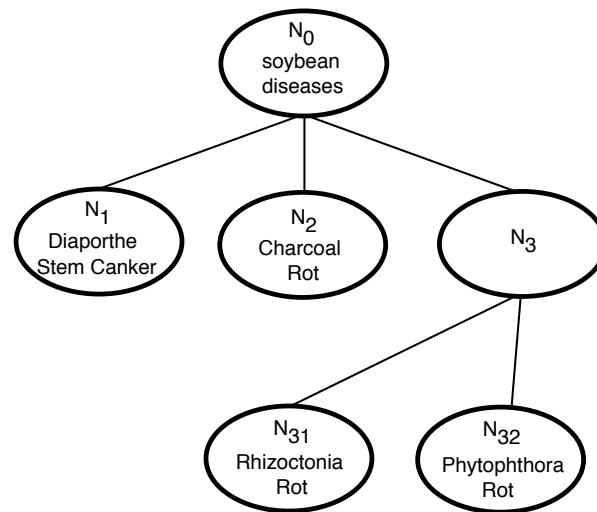 N0
soybean
diseases
N1
Diaporthe
Stem Canker
N2
Charcoal
Rot
N3
N31
Rhizoctonia
Rot
N32
Phytophthora
Rot